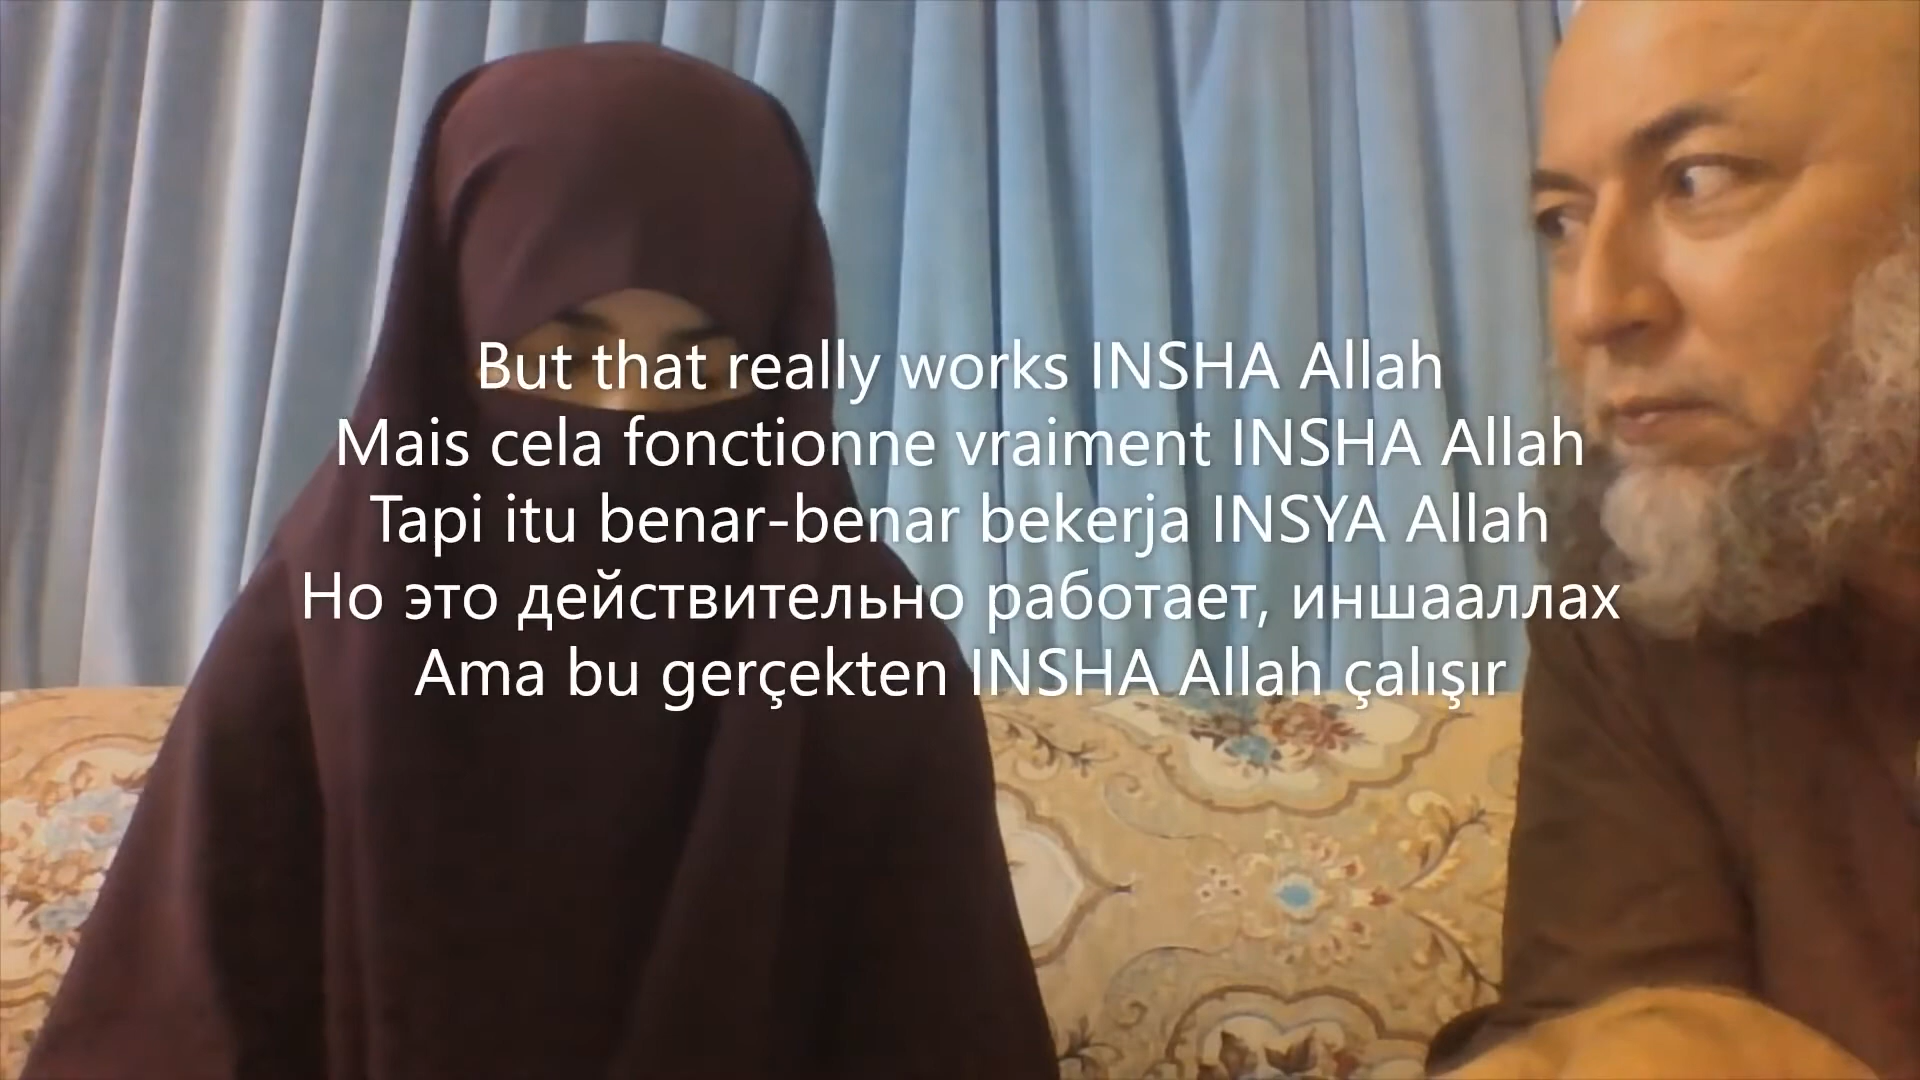 But that really works INSHA Allah
Mais cela fonctionne vraiment INSHA Allah
Tapi itu benar-benar bekerja INSYA Allah
Но это действительно работает, иншааллах
Ama bu gerçekten INSHA Allah çalışır